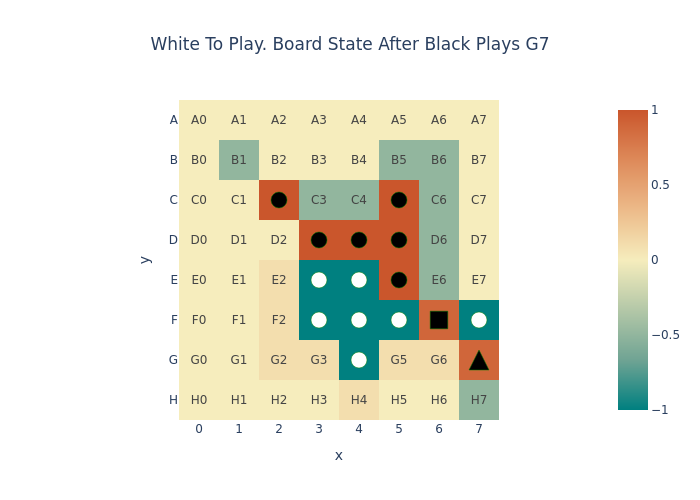 White To Play. Board State After Black Plays G7
A A0 A1 A2 A3 A4 A5 A6 A7
B B0 B1 B2 B3 B4 B5 B6 B7
C C0 C1 C3 C4 C6 C7
D D0 D1 D2 D6 D7
E E0 E1 E2 E6 E7
F F0 F1 F2
G G0 G1 G2 G3 G5 G6
H H0 H1 H2 H3 H4 H5 H6 H7
0 1 2 3 4 5 6 7
x
y
1
0.5
0
−0.5
−1